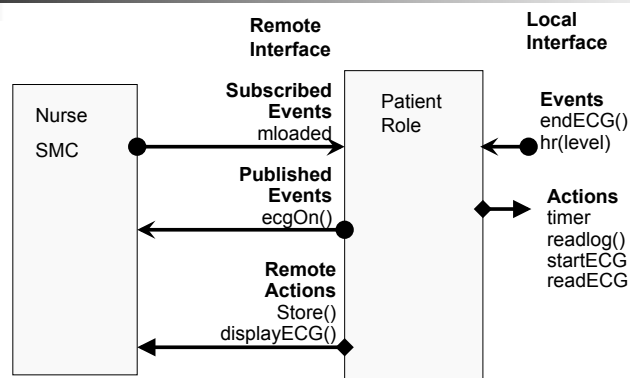 Remote
Interface
Local
Interface
Nurse
SMC
Subscribed
Events
mloaded
Published
Events
ecgOn()
Remote
Actions
Store()
displayECG()
Patient
Role
Events
endECG()
hr(level)
Actions
timer
readlog()
startECG
readECG